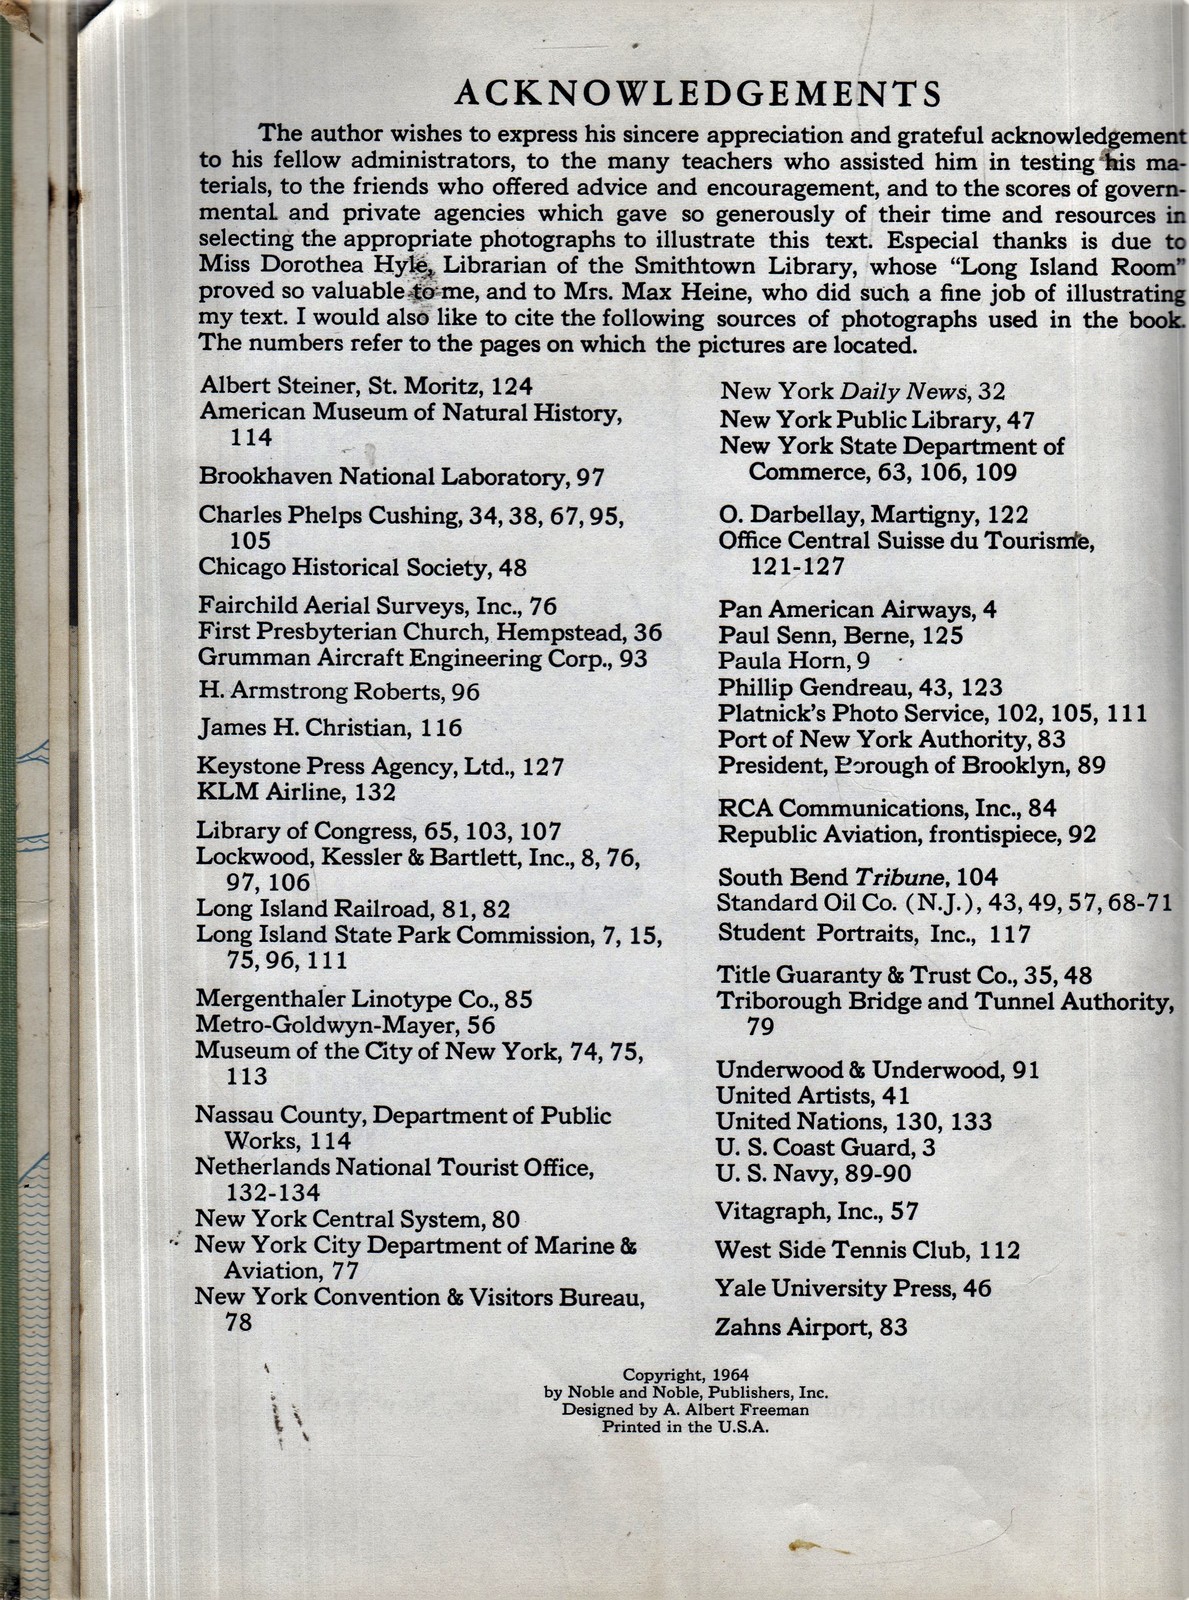 ACKNOWLEDGEMENTS
The author wishes to express his sincere appreciation and grateful acknowledgement
to his fellow administrators, to the many teachers who assisted him in testing his ma-
terials, to the friends who offered advice and encouragement, and to the scores of govern-
mental and private agencies which gave so generously of their time and resources in
selecting the appropriate photographs to illustrate this text. Especial thanks is due to
Miss Dorothea Hyle, Librarian of the Smithtown Library, whose “Long Island Room”
proved so valuable to me, and to Mrs. Max Heine, who did such a fine job of illustrating
my text. I would also like to cite the following sources of photographs used in the book.
The numbers refer to the pages on which the pictures are located.
Albert Steiner, St. Moritz, 124
American Museum of Natural History,
114
Brookhaven National Laboratory, 97
Charles Phelps Cushing, 34, 38, 67, 95,
105
Chicago Historical Society, 48
Fairchild Aerial Surveys, Inc., 76
First Presbyterian Church, Hempstead, 36
Grumman Aircraft Engineering Corp., 93
H. Armstrong Roberts, 96
James H. Christian, 116
Keystone Press Agency, Ltd., 127
KLM Airline, 132
Library of Congress, 65, 103, 107
Lockwood, Kessler & Bartlett, Inc., 8, 76,
97, 106
Long Island Railroad, 81, 82
Long Island State Park Commission, 7, 15,
75, 96, 111
Mergenthaler Linotype Co., 85
Metro-Goldwyn-Mayer, 56
Museum of the City of New York, 74, 75,
113
Nassau County, Department of Public
Works, 114
Netherlands National Tourist Office,
132-134
New York Central System, 80
New York City Department of Marine &
Aviation, 77
New York Convention & Visitors Bureau,
78
New York Daily News, 32
New York Public Library, 47
New York State Department of
Commerce, 63, 106, 109
O. Darbellay, Martigny, 122
Office Central Suisse du Tourisme,
121-127
Pan American Airways, 4
Paul Senn, Berne, 125
Paula Horn, 9
Phillip Gendreau, 43, 123
Platnick’s Photo Service, 102, 105, 111
Port of New York Authority, 83
President, Borough of Brooklyn, 89
RCA Communications, Inc., 84
Republic Aviation, frontispiece, 92
South Bend Tribune, 104
Standard Oil Co. (N.J.), 43, 49, 57, 68-71
Student Portraits, Inc., 117
Title Guaranty & Trust Co., 35, 48
Triborough Bridge and Tunnel Authority,
79
Underwood & Underwood, 91
United Artists, 41
United Nations, 130, 133
U. S. Coast Guard, 3
U. S. Navy, 89-90
Vitagraph, Inc., 57
West Side Tennis Club, 112
Yale University Press, 46
Zahns Airport, 83
Copyright, 1964
by Noble and Noble, Publishers, Inc.
Designed by A. Albert Freeman
Printed in the U.S.A.